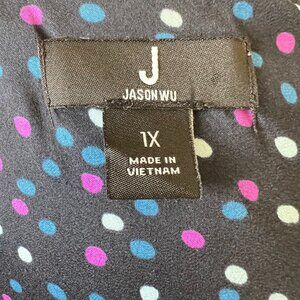 J
JASON WU
1X
MADE IN
VIETNAM